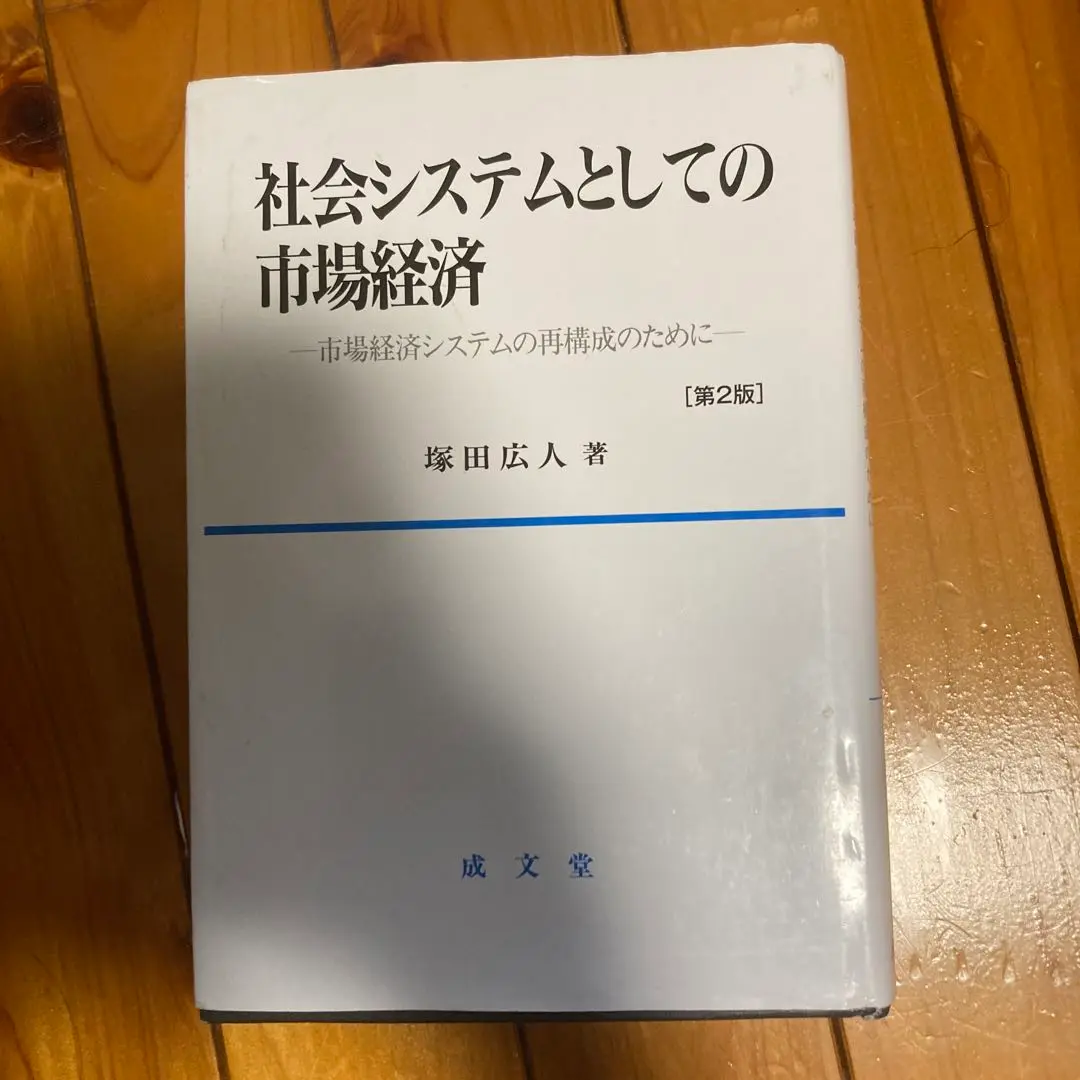 社会システムとしての
市場経済
―市場経済システムの再構成のために―
[第2版]
塚田広人 著
成文堂